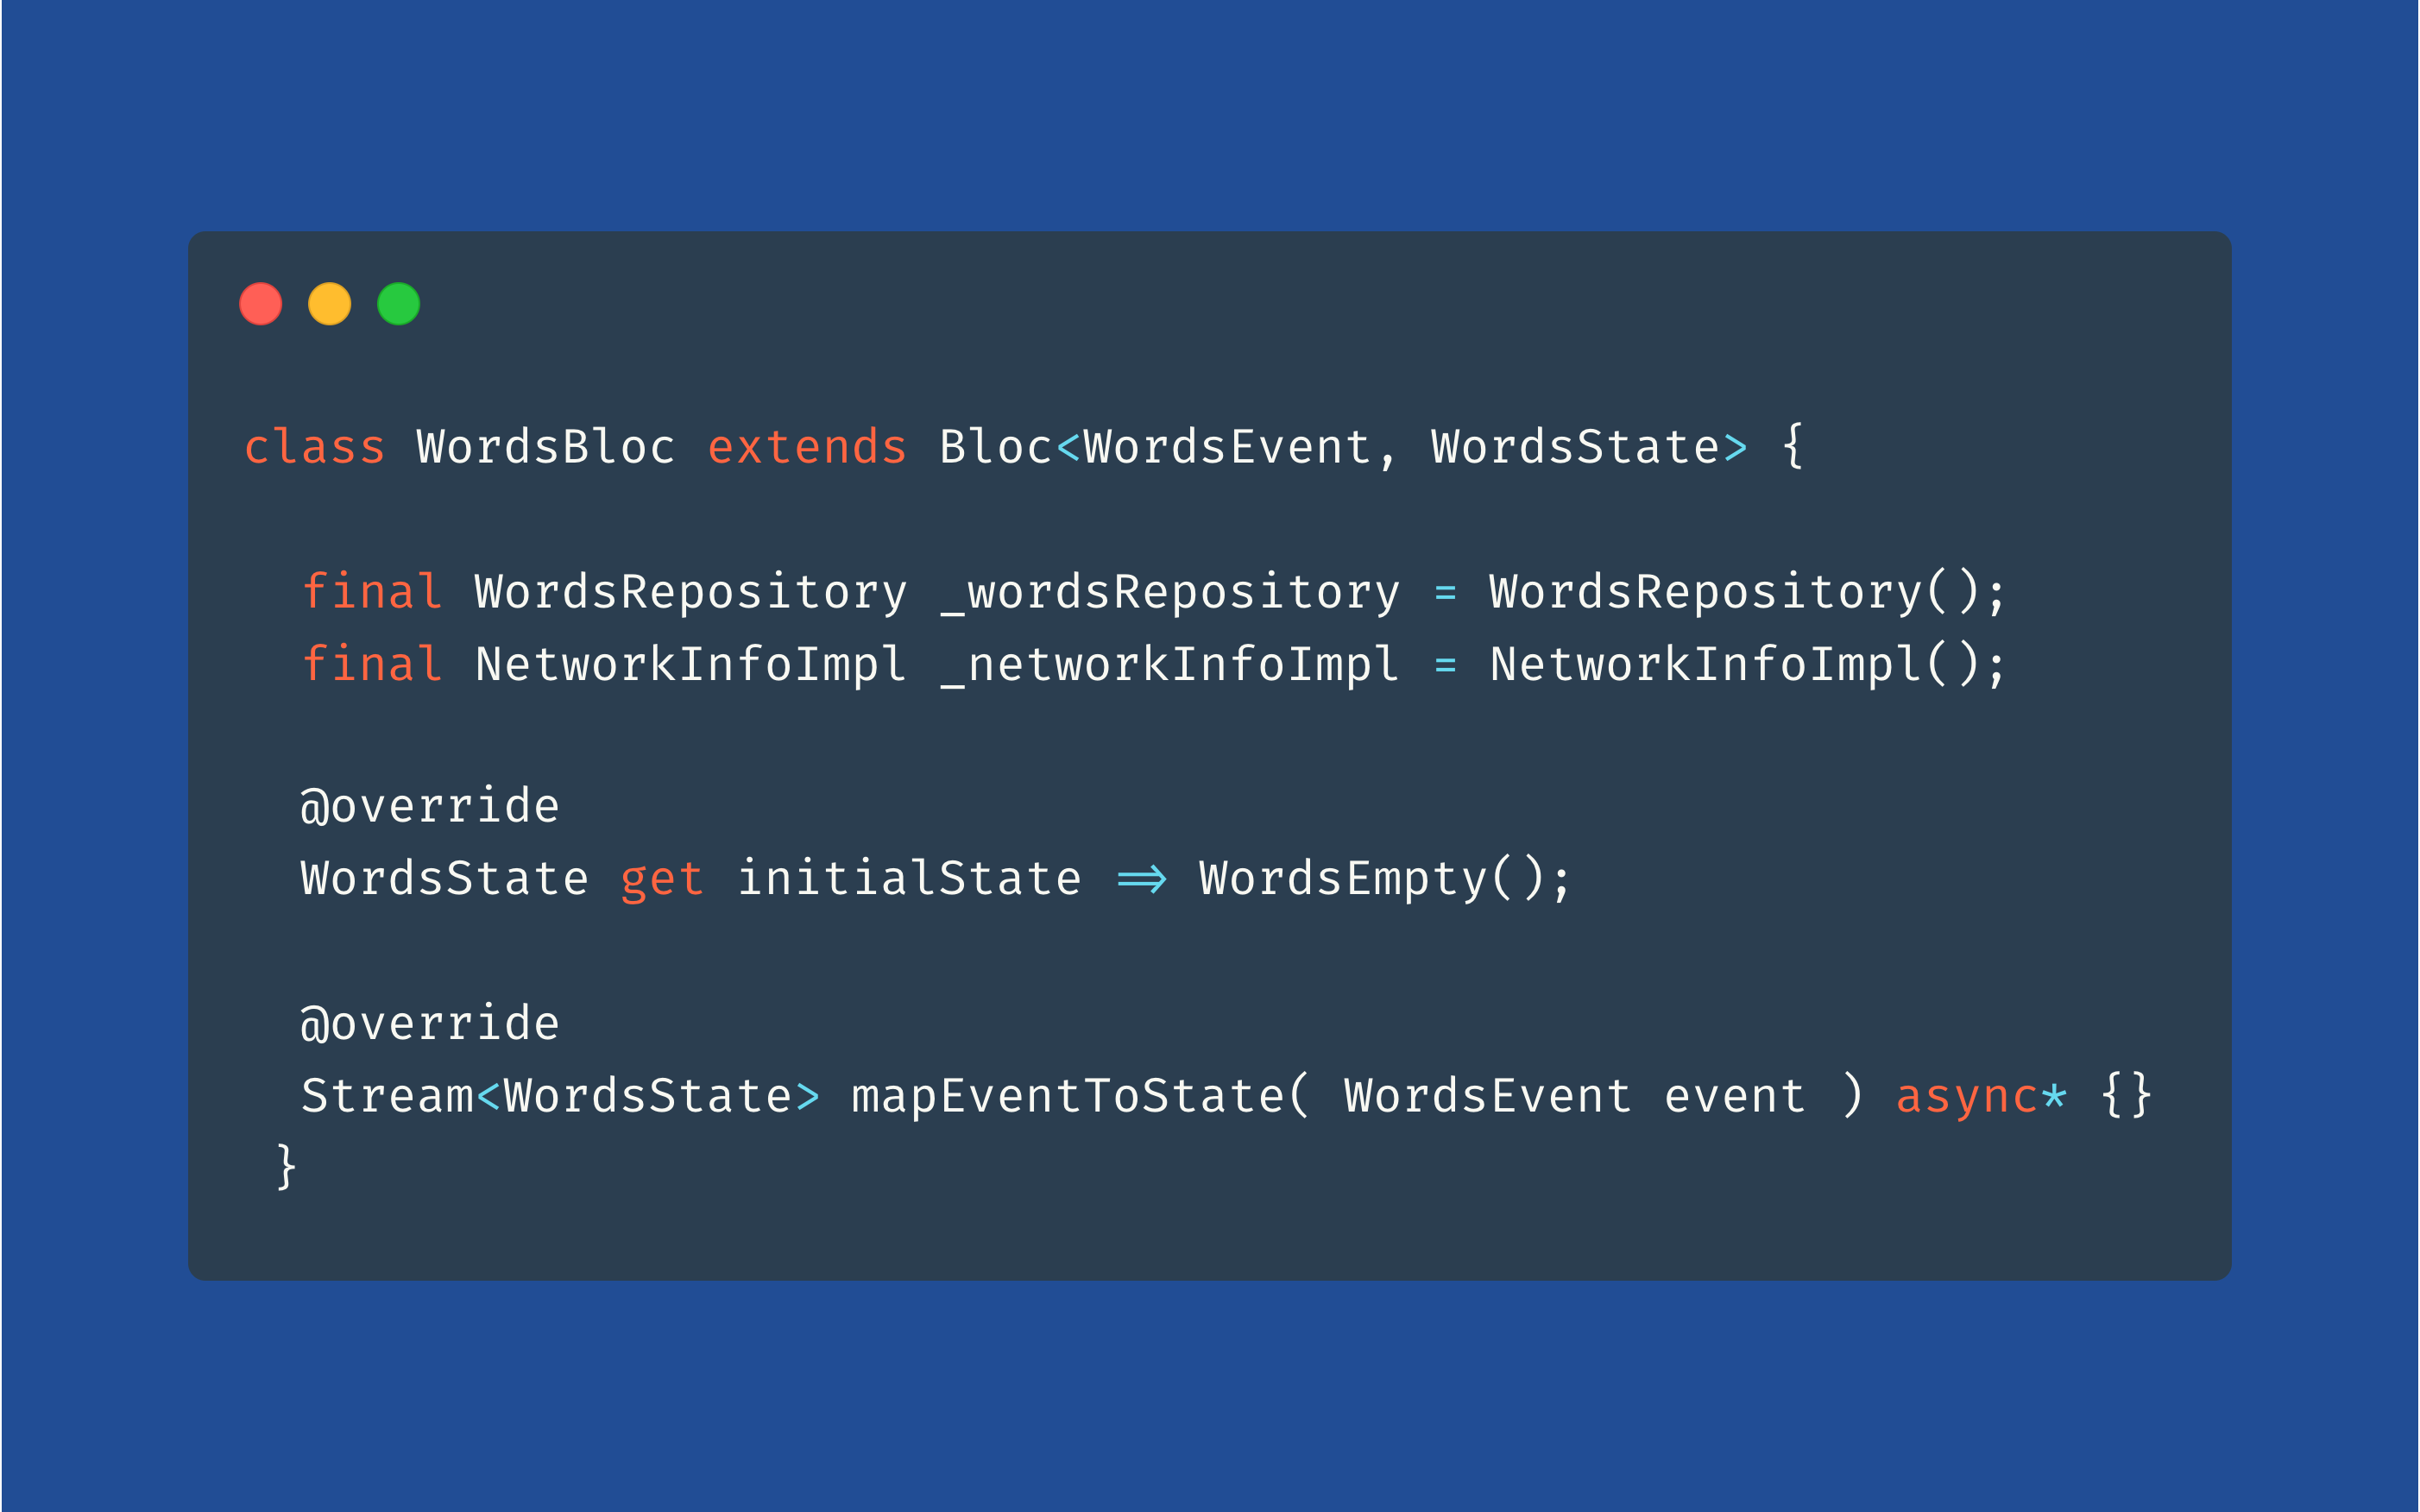 class WordsBloc extends Bloc<WordsEvent, WordsState> {
final WordsRepository _wordsRepository = WordsRepository();
final NetworkInfoImpl _networkInfoImpl = NetworkInfoImpl();
@override
WordsState get initialState => WordsEmpty();
@override
Stream<WordsState> mapEventToState( WordsEvent event ) async* {}
}